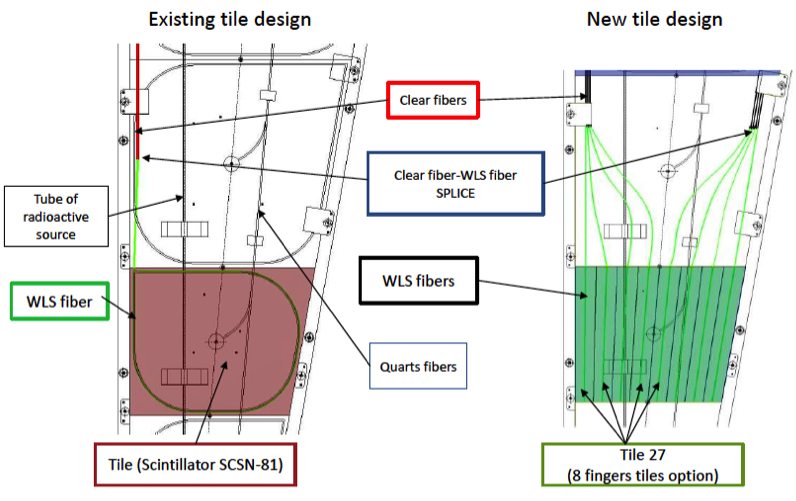 Existing tile design
New tile design
Clear fibers
Clear fiber-WLS fiber
SPLICE
Tube of
radioactive
source
WLS fiber
WLS fibers
Quarts fibers
Tile (Scintillator SCSN-81)
Tile 27
(8 fingers tiles option)